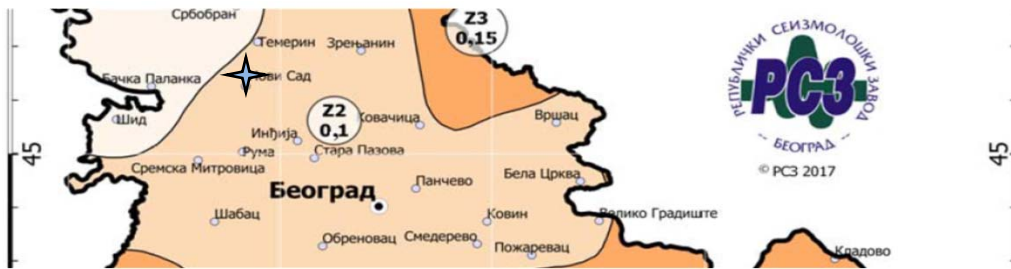 Србобран
Z3
0,15
Темерин
Зрењанин
Бачка Паланка
ови Сад
РЕПУБЛИЧКИ СЕИЗМОЛОШКИ ЗАВОД
РСЗ
-- БЕОГРАД --
© РСЗ 2017
Шид
Z2
0,1
Ковачица
Вршац
Инђија
45
Рума
Стара Пазова
45
Сремска Митровица
Бела Црква
Панчево
Београд
Шабац
Ковин
Велико Градиште
Обреновац
Смедерево
Пожаревац
Кладово